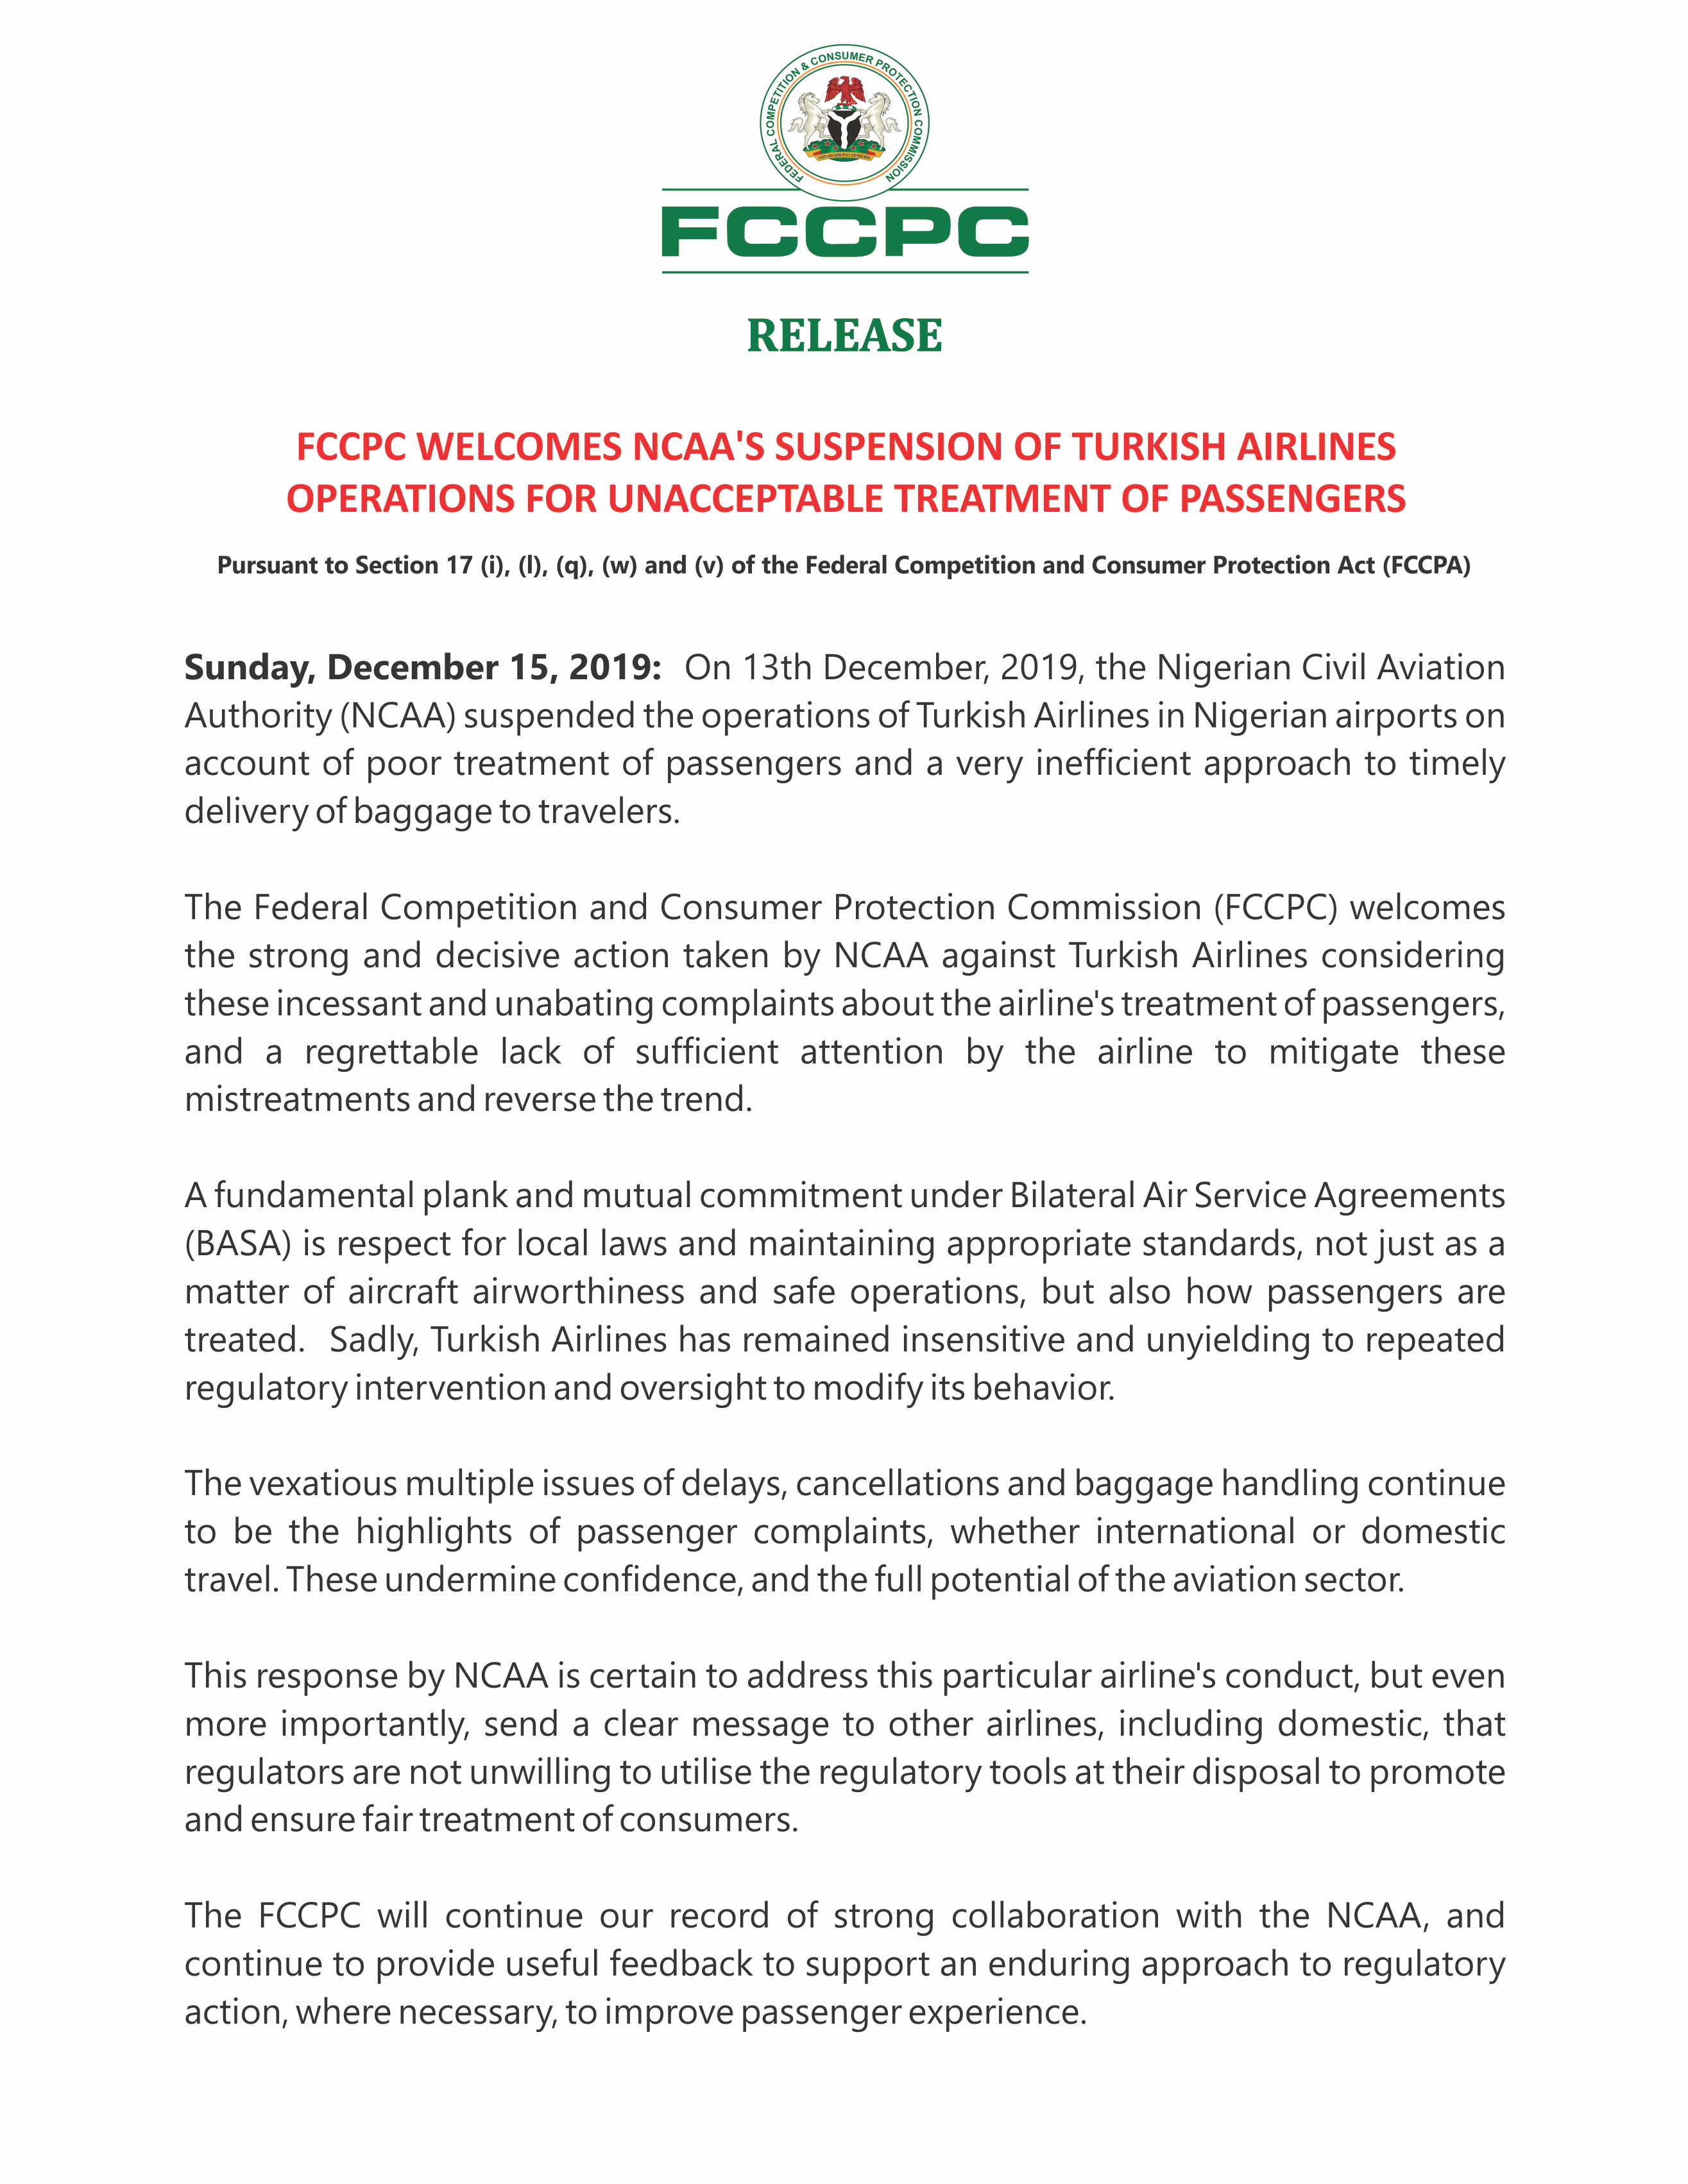 FEDERAL COMPETITION & CONSUMER PROTECTION COMMISSION
FCCPC
RELEASE
FCCPC WELCOMES NCAA'S SUSPENSION OF TURKISH AIRLINES
OPERATIONS FOR UNACCEPTABLE TREATMENT OF PASSENGERS
Pursuant to Section 17 (i), (l), (q), (w) and (v) of the Federal Competition and Consumer Protection Act (FCCPA)
Sunday, December 15, 2019: On 13th December, 2019, the Nigerian Civil Aviation
Authority (NCAA) suspended the operations of Turkish Airlines in Nigerian airports on
account of poor treatment of passengers and a very inefficient approach to timely
delivery of baggage to travelers.
The Federal Competition and Consumer Protection Commission (FCCPC) welcomes
the strong and decisive action taken by NCAA against Turkish Airlines considering
these incessant and unabating complaints about the airline's treatment of passengers,
and a regrettable lack of sufficient attention by the airline to mitigate these
mistreatments and reverse the trend.
A fundamental plank and mutual commitment under Bilateral Air Service Agreements
(BASA) is respect for local laws and maintaining appropriate standards, not just as a
matter of aircraft airworthiness and safe operations, but also how passengers are
treated. Sadly, Turkish Airlines has remained insensitive and unyielding to repeated
regulatory intervention and oversight to modify its behavior.
The vexatious multiple issues of delays, cancellations and baggage handling continue
to be the highlights of passenger complaints, whether international or domestic
travel. These undermine confidence, and the full potential of the aviation sector.
This response by NCAA is certain to address this particular airline's conduct, but even
more importantly, send a clear message to other airlines, including domestic, that
regulators are not unwilling to utilise the regulatory tools at their disposal to promote
and ensure fair treatment of consumers.
The FCCPC will continue our record of strong collaboration with the NCAA, and
continue to provide useful feedback to support an enduring approach to regulatory
action, where necessary, to improve passenger experience.